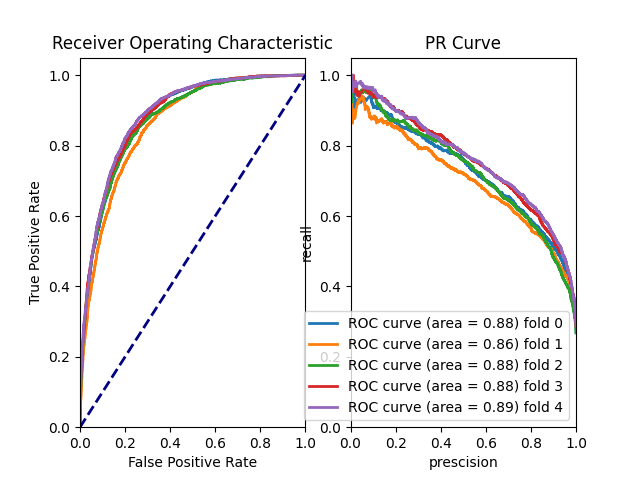 Receiver Operating Characteristic
True Positive Rate
1.0
0.8
0.6
0.4
0.2
0.0
0.0 0.2 0.4 0.6 0.8 1.0
False Positive Rate
PR Curve
recall
1.0
0.8
0.6
0.4
0.2
0.0
0.0 0.2 0.4 0.6 0.8 1.0
prescision
ROC curve (area = 0.88) fold 0
ROC curve (area = 0.86) fold 1
ROC curve (area = 0.88) fold 2
ROC curve (area = 0.88) fold 3
ROC curve (area = 0.89) fold 4